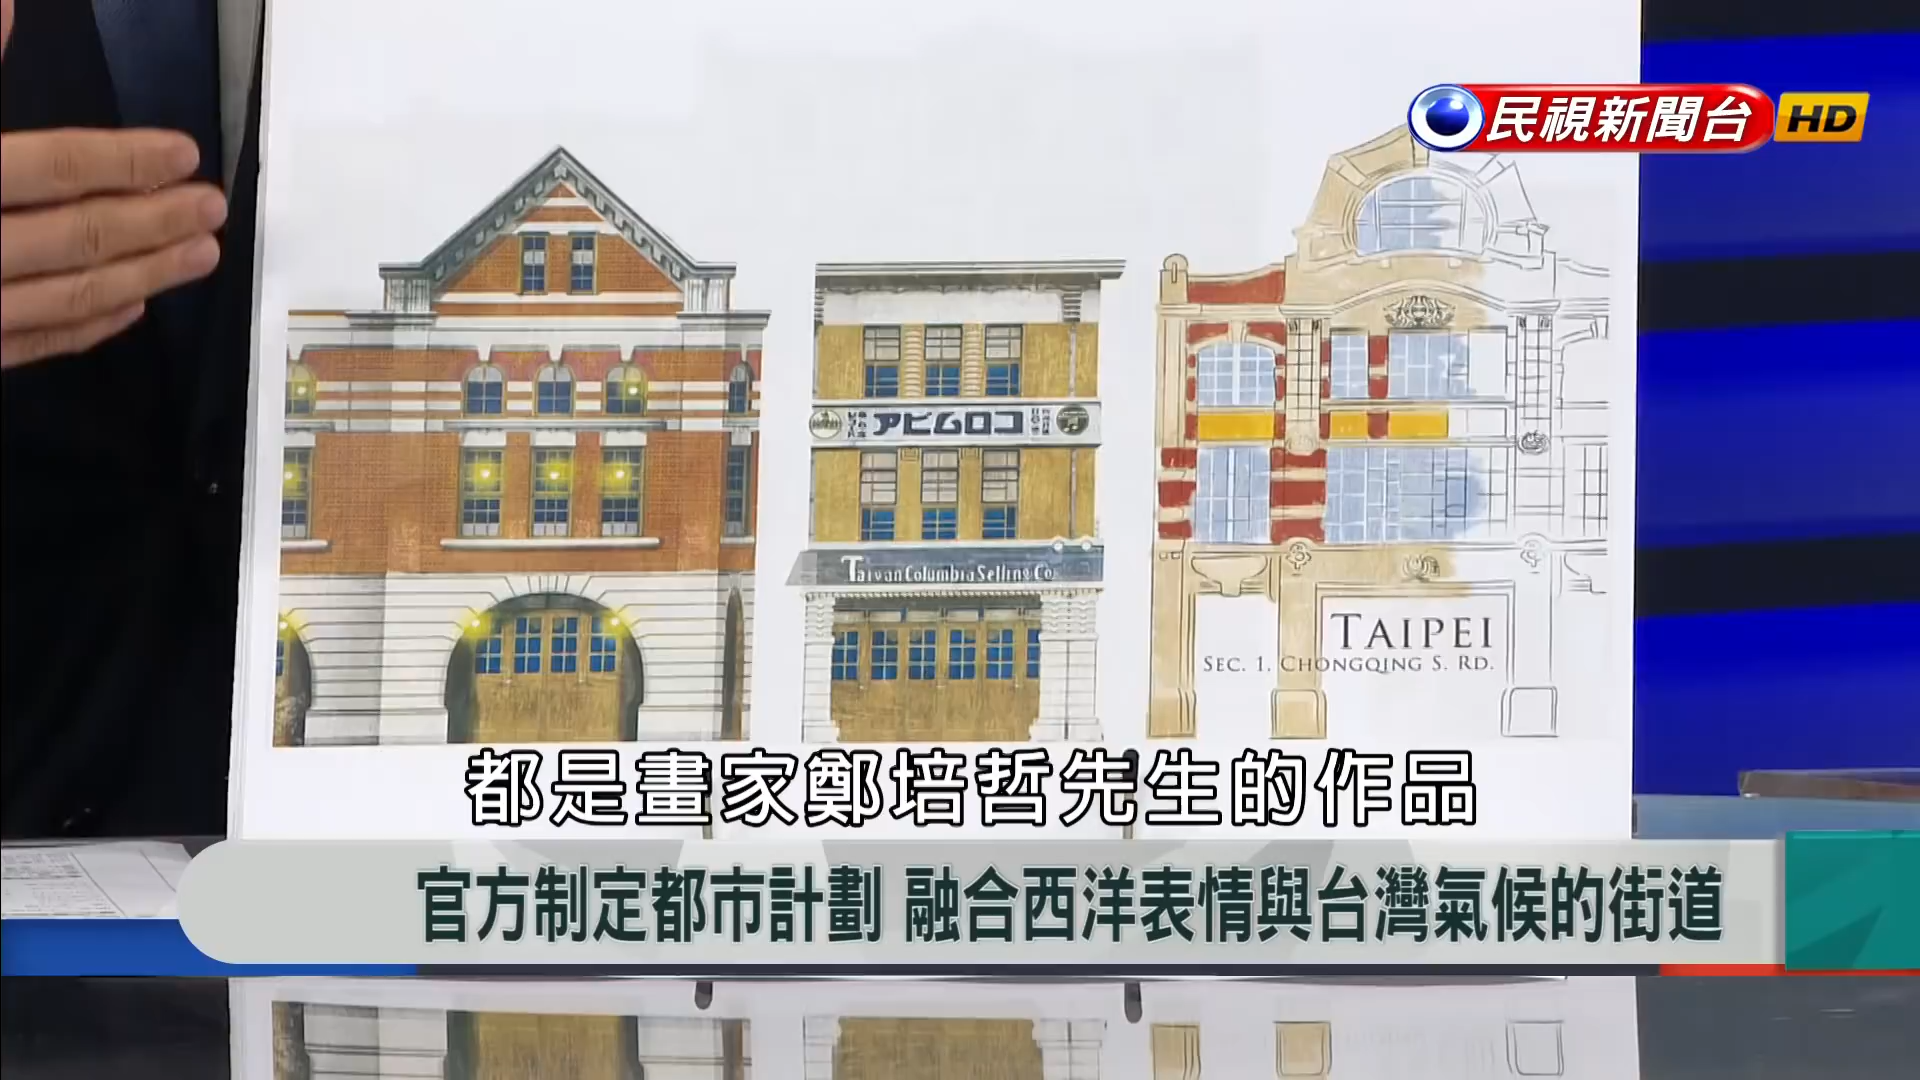 民視新聞台 HD
アビムロコ
Taiwan Columbia Selling Co
TAIPEI
SEC. 1. CHONGQING S. RD.
都是畫家鄭培哲先生的作品
官方制定都市計劃 融合西洋表情與台灣氣候的街道